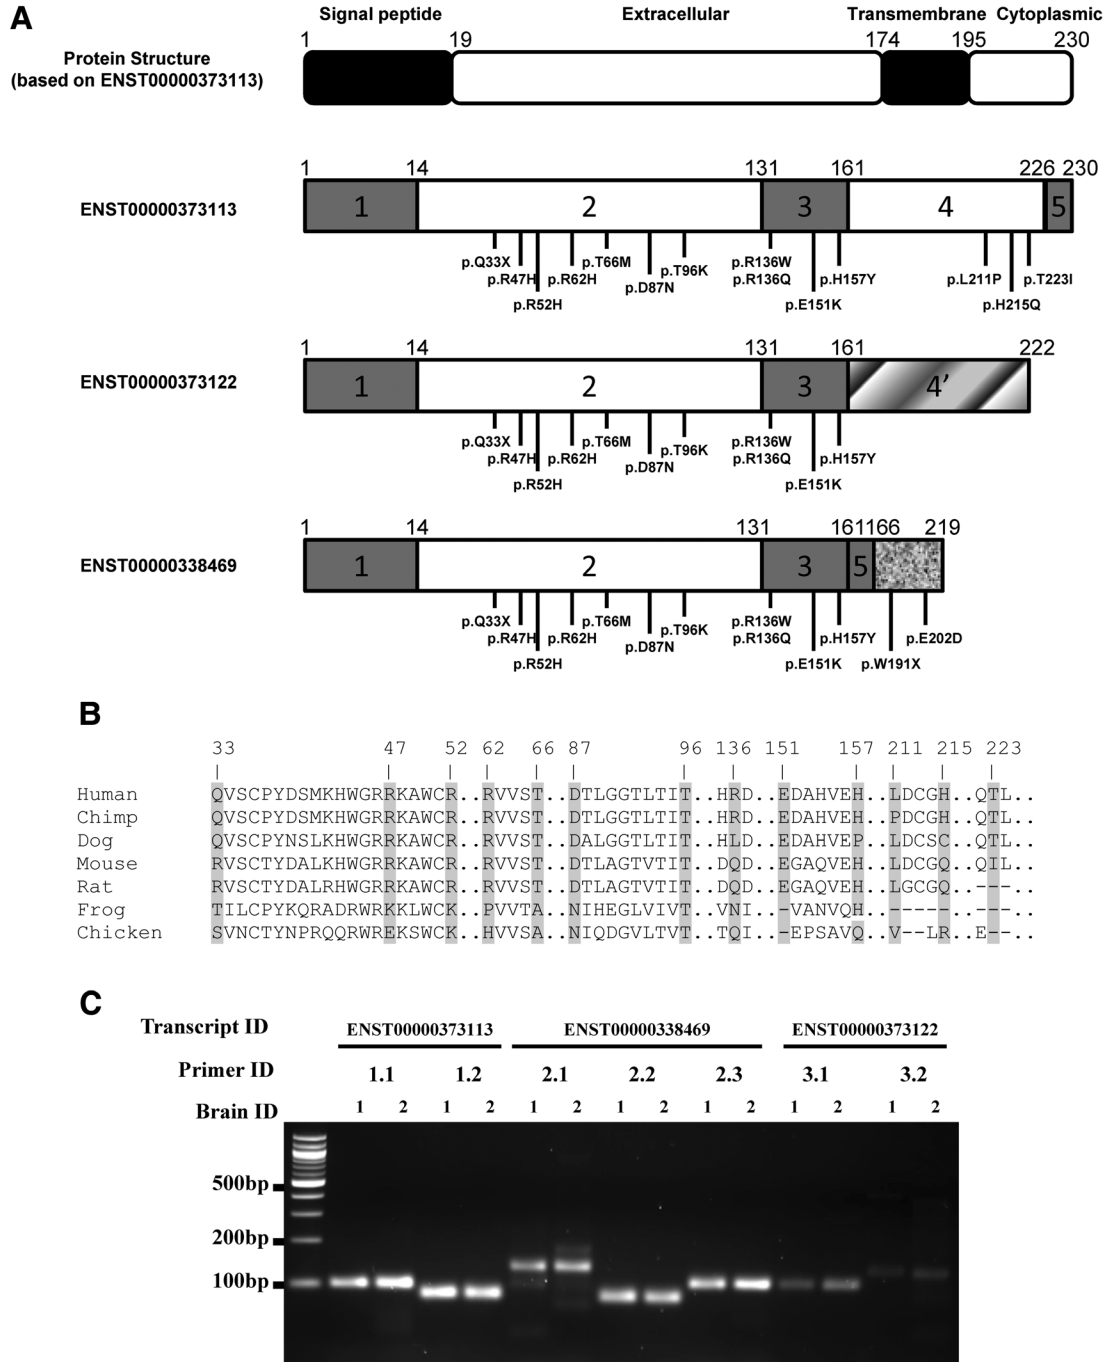 A
Signal peptide Extracellular Transmembrane Cytoplasmic
1 19 174 195 230
Protein Structure
(based on ENST00000373113)
1 14 131 161 226 230
ENST00000373113
1 2 3 4 5
p.Q33X p.T66M p.T96K p.R136W
p.R47H p.R62H p.D87N p.R136Q p.H157Y p.L211P p.T223I
p.R52H p.E151K p.H215Q
1 14 131 161 222
ENST00000373122
1 2 3 4’
p.Q33X p.T66M p.T96K p.R136W
p.R47H p.R62H p.D87N p.R136Q p.H157Y
p.R52H p.E151K
1 14 131 161 166 219
ENST00000338469
1 2 3 5
p.Q33X p.T66M p.T96K p.R136W
p.R47H p.R62H p.D87N p.R136Q p.H157Y p.E202D
p.R52H p.E151K p.W191X
B
33 47 52 62 66 87 96 136 151 157 211 215 223
Human QVSCPYDSMKHWGRRKAWCR..RVVST..DTLGGTLTIT..HRD..EDAHVEH..LDCGH..QTL..
Chimp QVSCPYDSMKHWGRRKAWCR..RVVST..DTLGGTLTIT..HRD..EDAHVEH..PDCGH..QTL..
Dog QVSCPYNSLKHWGRRKAWCR..RVVST..DALGGTLTIT..HLD..EDAHVEP..LDCSC..QTL..
Mouse RVSCTYDALKHWGRRKAWCR..RVVST..DTLAGTVTIT..DQD..EGAQVEH..LDCGQ..QIL..
Rat RVSCTYDALRHWGRRKAWCR..RVVST..DTLAGTVTIT..DQD..EGAQVEH..LGCGQ..---..
Frog TILCPYKQRADRWRKKLWCK..PVVTA..NIHEGLVIVT..VNI..-VANVQH..-----..---..
Chicken SVNCTYNPRQQRWREKSWCK..HVVSA..NIQDGVLTVT..TQI..-EPSAVQ..V--LR..E--..
C
Transcript ID ENST00000373113 ENST00000338469 ENST00000373122
Primer ID 1.1 1.2 2.1 2.2 2.3 3.1 3.2
Brain ID 1 2 1 2 1 2 1 2 1 2 1 2 1 2
500bp
200bp
100bp